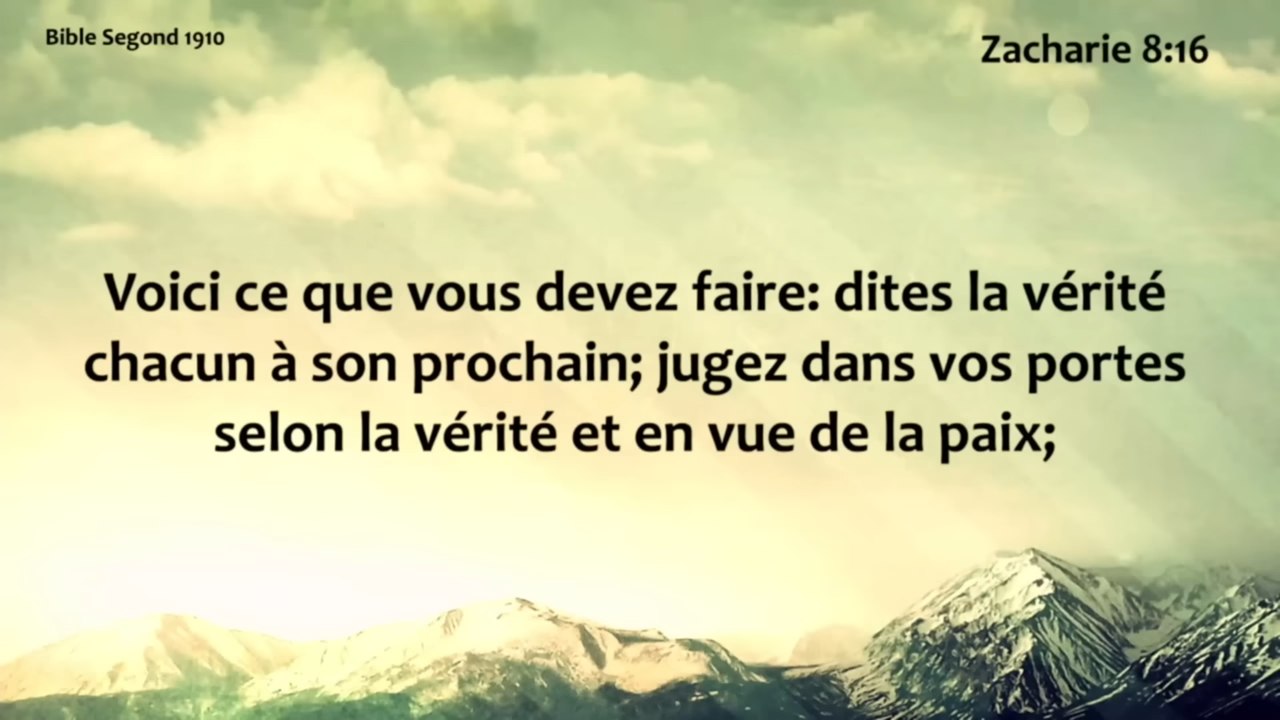 Bible Segond 1910
Zacharie 8:16
Voici ce que vous devez faire: dites la vérité
chacun à son prochain; jugez dans vos portes
selon la vérité et en vue de la paix;